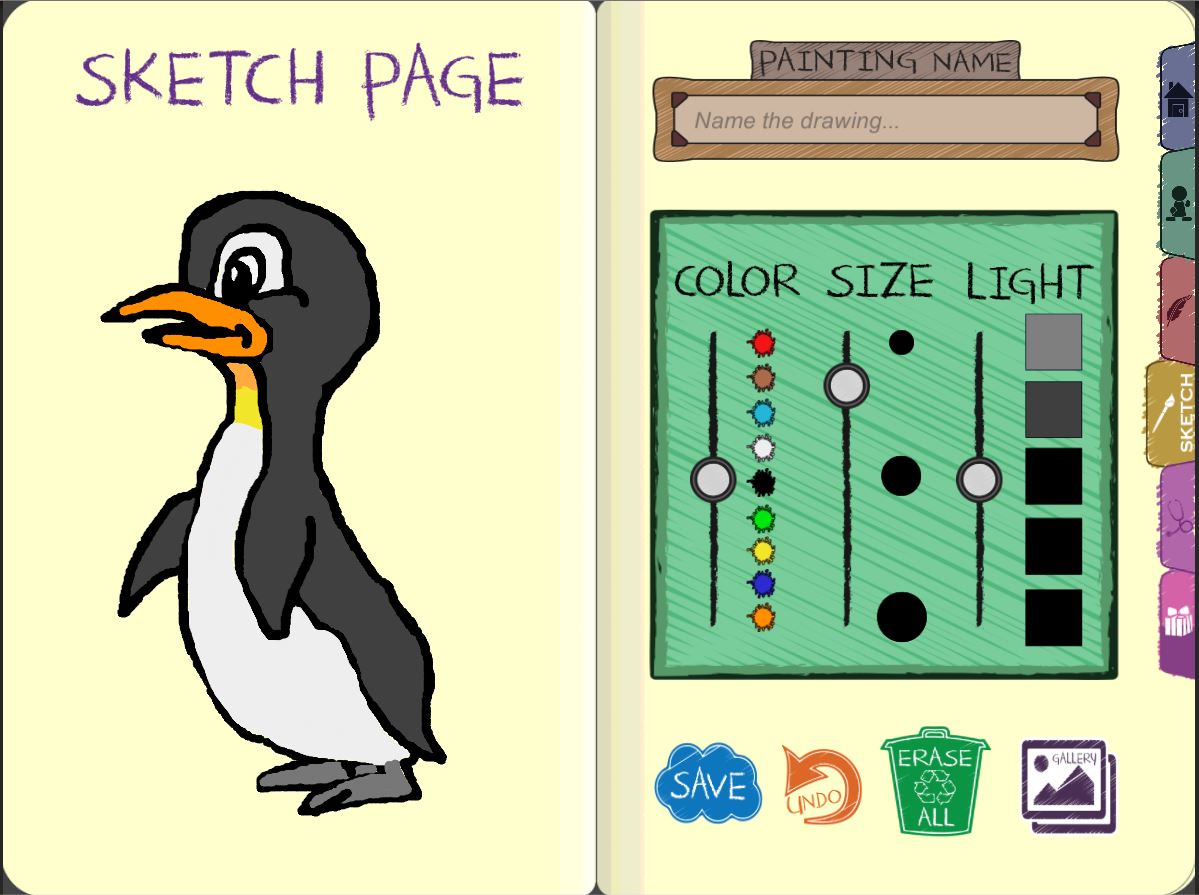 SKETCH PAGE
PAINTING NAME
Name the drawing...
COLOR SIZE LIGHT
SKETCH
SAVE
UNDO
ERASE
ALL
GALLERY